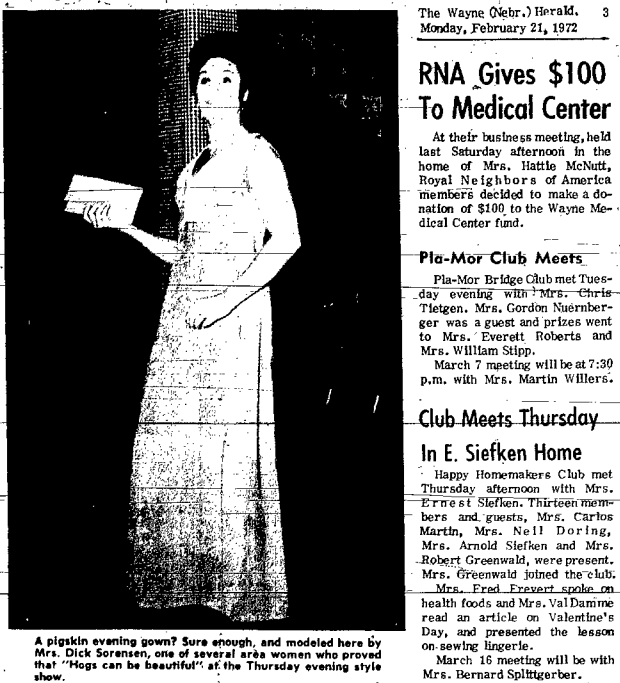 The Wayne (Nebr.) Herald, 3
Monday, February 21, 1972
RNA Gives $100
To Medical Center
At their business meeting, held
last Saturday afternoon in the
home of Mrs. Hattie McNutt,
Royal Neighbors of America
members decided to make a do-
nation of $100 to the Wayne Me-
dical Center fund.
Pla-Mor Club Meets
Pla-Mor Bridge Club met Tues-
day evening with Mrs. Chris
Tietgen. Mrs. Gordon Nuernber-
ger was a guest and prizes went
to Mrs. Everett Roberts and
Mrs. William Stipp.
March 7 meeting will be at 7:30
p.m. with Mrs. Martin Willers.
Club Meets Thursday
In E. Siefken Home
Happy Homemakers Club met
Thursday afternoon with Mrs.
Ernest Siefken. Thirteen mem-
bers and guests, Mrs. Carlos
Martin, Mrs. Neil Doring,
Mrs. Arnold Siefken and Mrs.
Robert Greenwald, were present.
Mrs. Greenwald joined the club.
Mrs. Fred Frevert spoke on
health foods and Mrs. Val Damme
read an article on Valentine's
Day, and presented the lesson
on sewing lingerie.
March 16 meeting will be with
Mrs. Bernard Splittgerber.
A pigskin evening gown? Sure enough, and modeled here by
Mrs. Dick Sorensen, one of several area women who proved
that "Hogs can be beautiful" at the Thursday evening style
show.